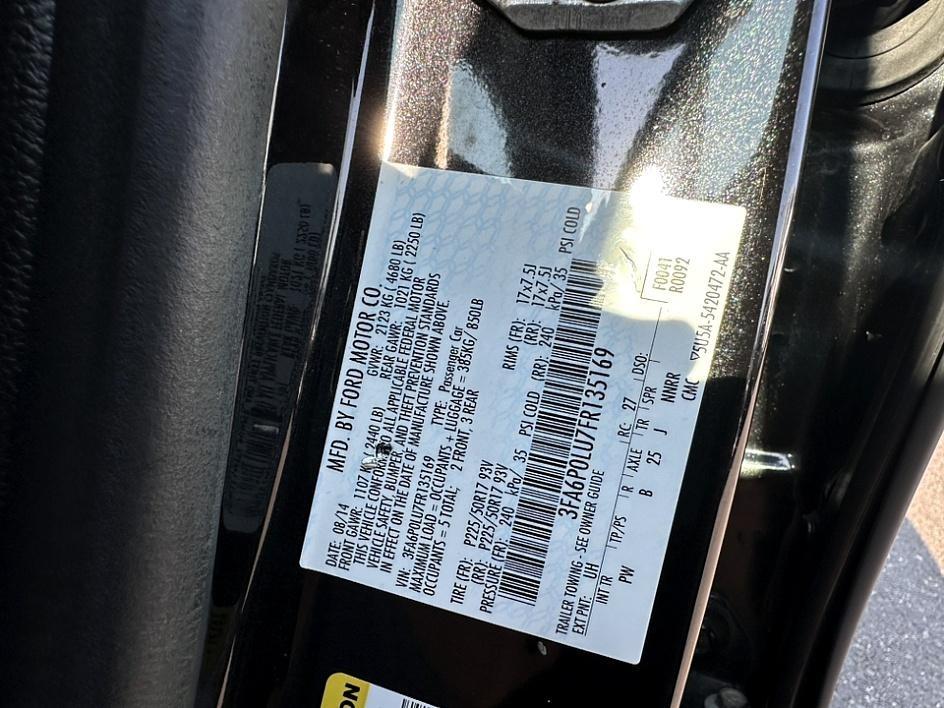 MFD. BY FORD MOTOR CO.
DATE: 08/14 GVWR: 2123 KG ( 4680 LB)
FRONT GAWR: 1107 KG (2440 LB) REAR GAWR: 1021 KG ( 2250 LB)
THIS VEHICLE CONFORMS TO ALL APPLICABLE FEDERAL MOTOR
VEHICLE SAFETY, BUMPER, AND THEFT PREVENTION STANDARDS
IN EFFECT ON THE DATE OF MANUFACTURE SHOWN ABOVE.
VIN: 3FA6P0LU7FR135169 TYPE: Passenger Car
MAXIMUM LOAD = OCCUPANTS + LUGGAGE = 385KG/ 850LB
OCCUPANTS = 5 TOTAL; 2 FRONT, 3 REAR
TIRE (FR): P225/50R17 93V RIMS (FR): 17x7.5J
(RR): P225/50R17 93V (RR): 17x7.5J
PRESSURE (FR): 240 kPa/ 35 PSI COLD (RR): 240 kPa/ 35 PSI COLD
3FA6P0LU7FR135169
TRAILER TOWING - SEE OWNER GUIDE
F0041
R0092
EXT PNT: UH RC: 27 DSO:
INT TR TP/PS R AXLE TR SPR
PW B 25 J NNRR
CMC
5U5A-5420472-AA
ION